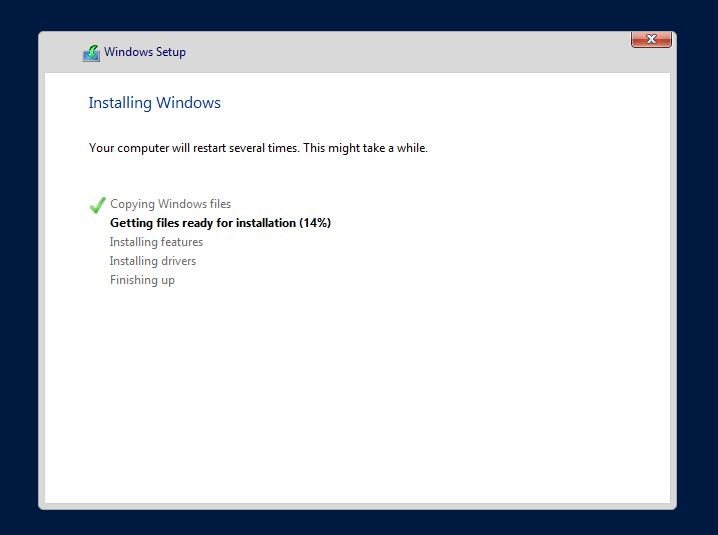 Windows Setup
Installing Windows
Your computer will restart several times. This might take a while.
Copying Windows files
Getting files ready for installation (14%)
Installing features
Installing drivers
Finishing up